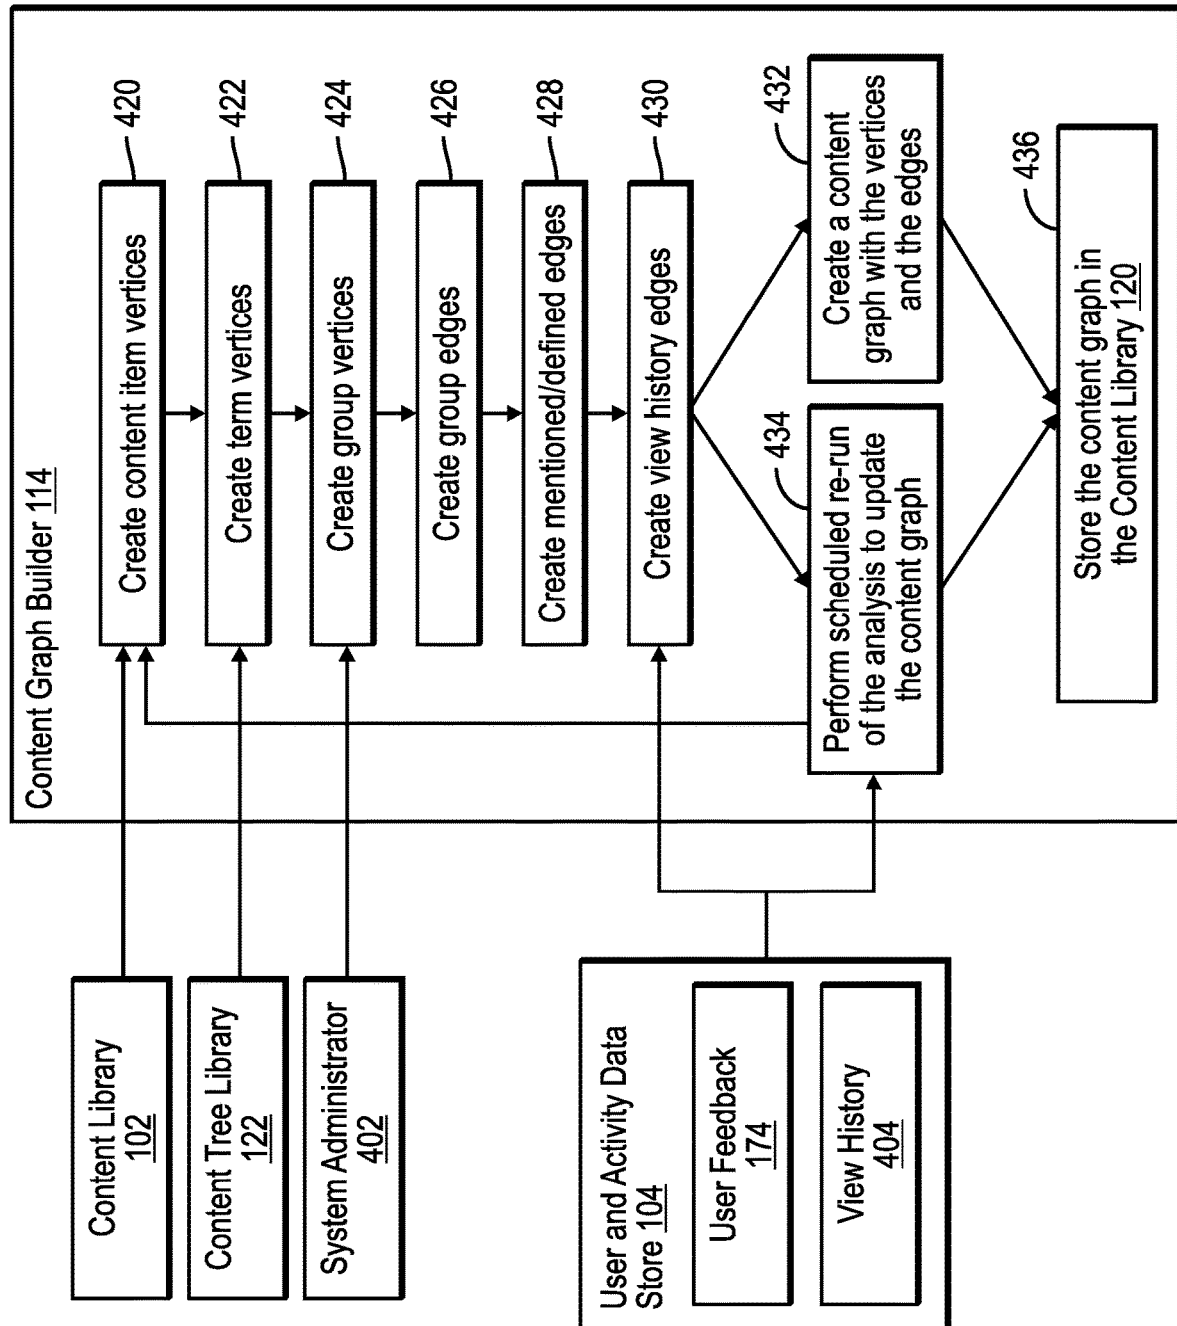 Content Library
102
Content Tree Library
122
System Administrator
402
User and Activity Data
Store 104
User Feedback
174
View History
404
Content Graph Builder 114
420
Create content item vertices
422
Create term vertices
424
Create group vertices
426
Create group edges
428
Create mentioned/defined edges
430
Create view history edges
434
Perform scheduled re-run
of the analysis to update
the content graph
432
Create a content
graph with the vertices
and the edges
436
Store the content graph in
the Content Library 120